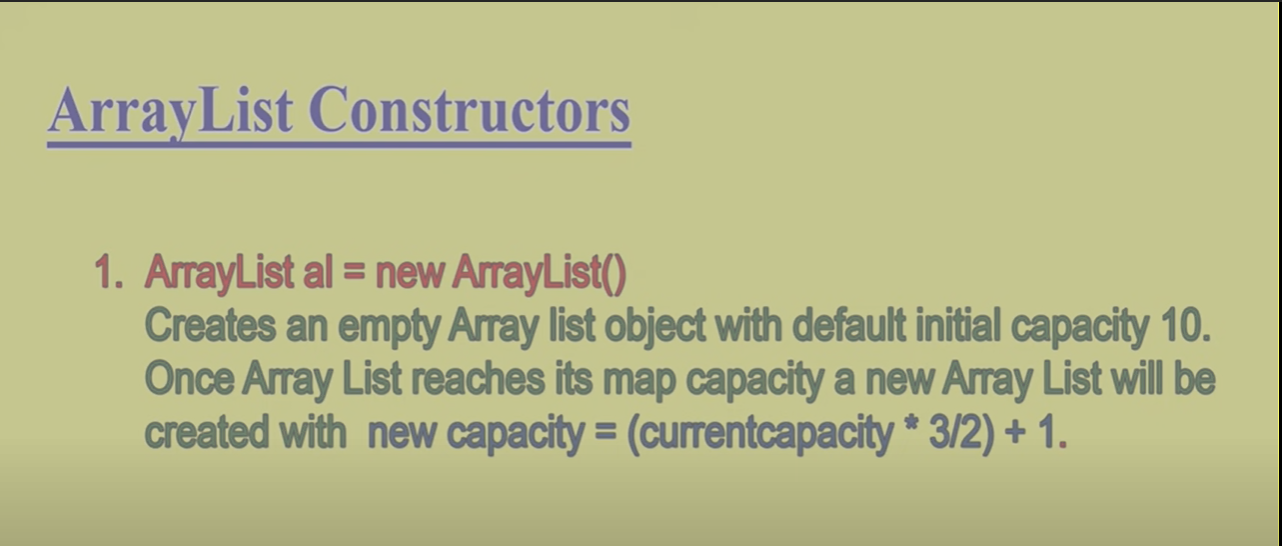 ArrayList Constructors
1. ArrayList al = new ArrayList()
Creates an empty Array list object with default initial capacity 10.
Once Array List reaches its map capacity a new Array List will be
created with new capacity = (currentcapacity * 3/2) + 1.